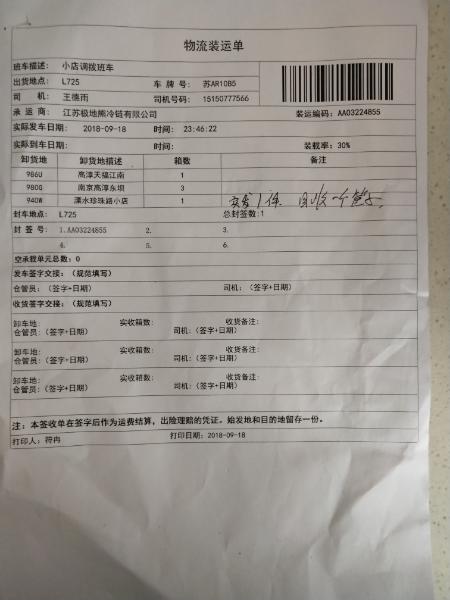 物流装运单
班车描述: 小店调拨班车
出货地点: L725 车 牌 号: 苏AR10B5
司 机: 王德雨 司机号码: 15150777566
承 运 商: 江苏极地熊冷链有限公司 装运编码: AA03224855
实际发车日期: 2018-09-18 时间: 23:46:22
实际到车日期: 时间: 装载率: 30%
卸货地 卸货地描述 箱数 备注
986U 高淳天福江南 1
980G 南京高淳东坝 3
940W 溧水珍珠路小店 1 实发1件 回收一个筐子
封车地点: L725 总封签数:1
封 签 号: 1.AA03224855 2. 3.
4. 5. 6.
空承载单元总数: 0
发车签字交接: (规范填写)
仓管员: (签字+日期) 司机: (签字+日期)
收货签字交接: (规范填写)
卸车地: 实收箱数: 收货备注:
仓管员: (签字+日期) 司机: (签字+日期)
卸车地: 实收箱数: 收货备注:
仓管员: (签字+日期) 司机: (签字+日期)
卸车地: 实收箱数: 收货备注:
仓管员: (签字+日期) 司机: (签字+日期)
注: 本签收单在签字后作为运费结算, 出险理赔的凭证。始发地和目的地留存一份。
打印人: 符冉 打印日期: 2018-09-18